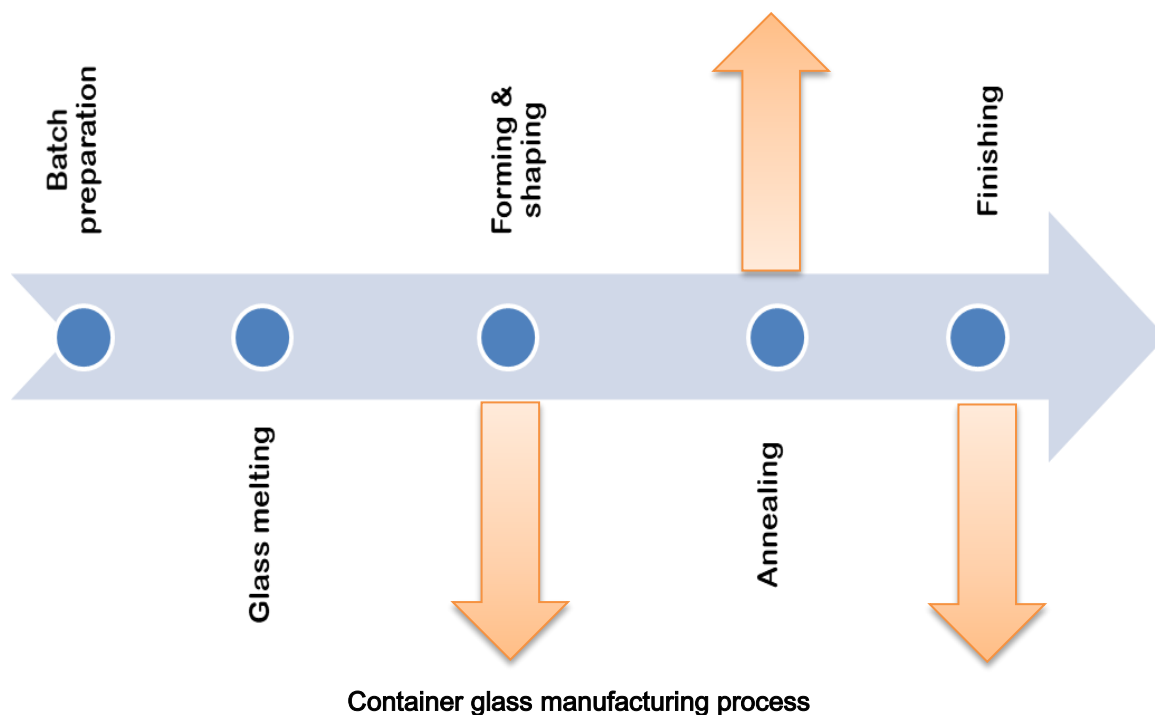 Batch
preparation
Glass melting
Forming &
shaping
Annealing
Finishing
Container glass manufacturing process